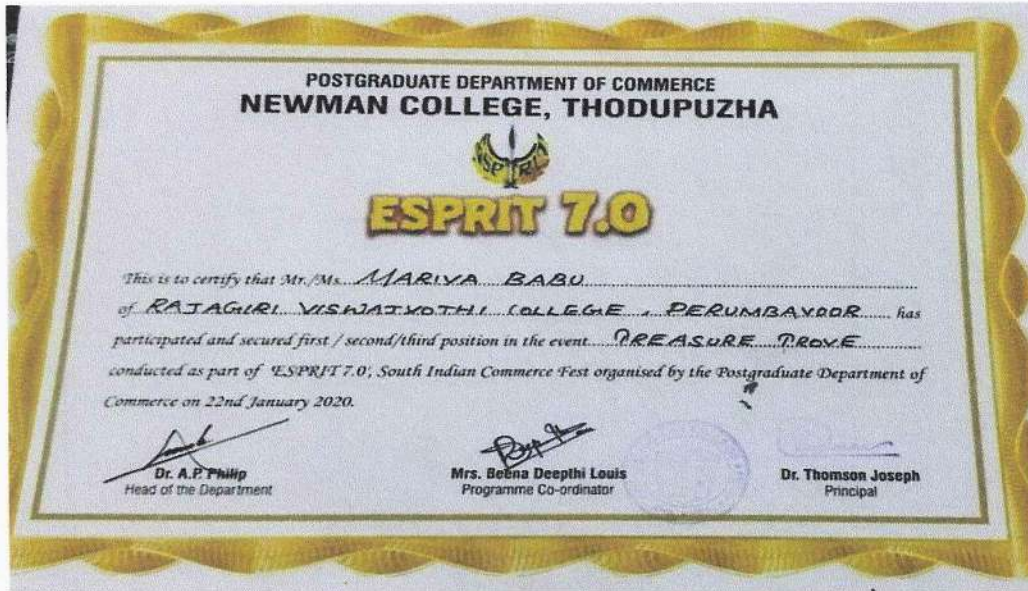 POSTGRADUATE DEPARTMENT OF COMMERCE
NEWMAN COLLEGE, THODUPUZHA
ESPRIT
ESPRIT 7.0
This is to certify that Mr./Ms. MARIYA BABU
of RAJAGIRI VISWAJYOTHI COLLEGE, PERUMBAVOOR has
participated and secured first / second/third position in the event TREASURE TROVE
conducted as part of 'ESPRIT 7.0', South Indian Commerce Fest organised by the Postgraduate Department of
Commerce on 22nd January 2020.
Dr. A.P. Philip
Head of the Department
Mrs. Beena Deepthi Louis
Programme Co-ordinator
Dr. Thomson Joseph
Principal